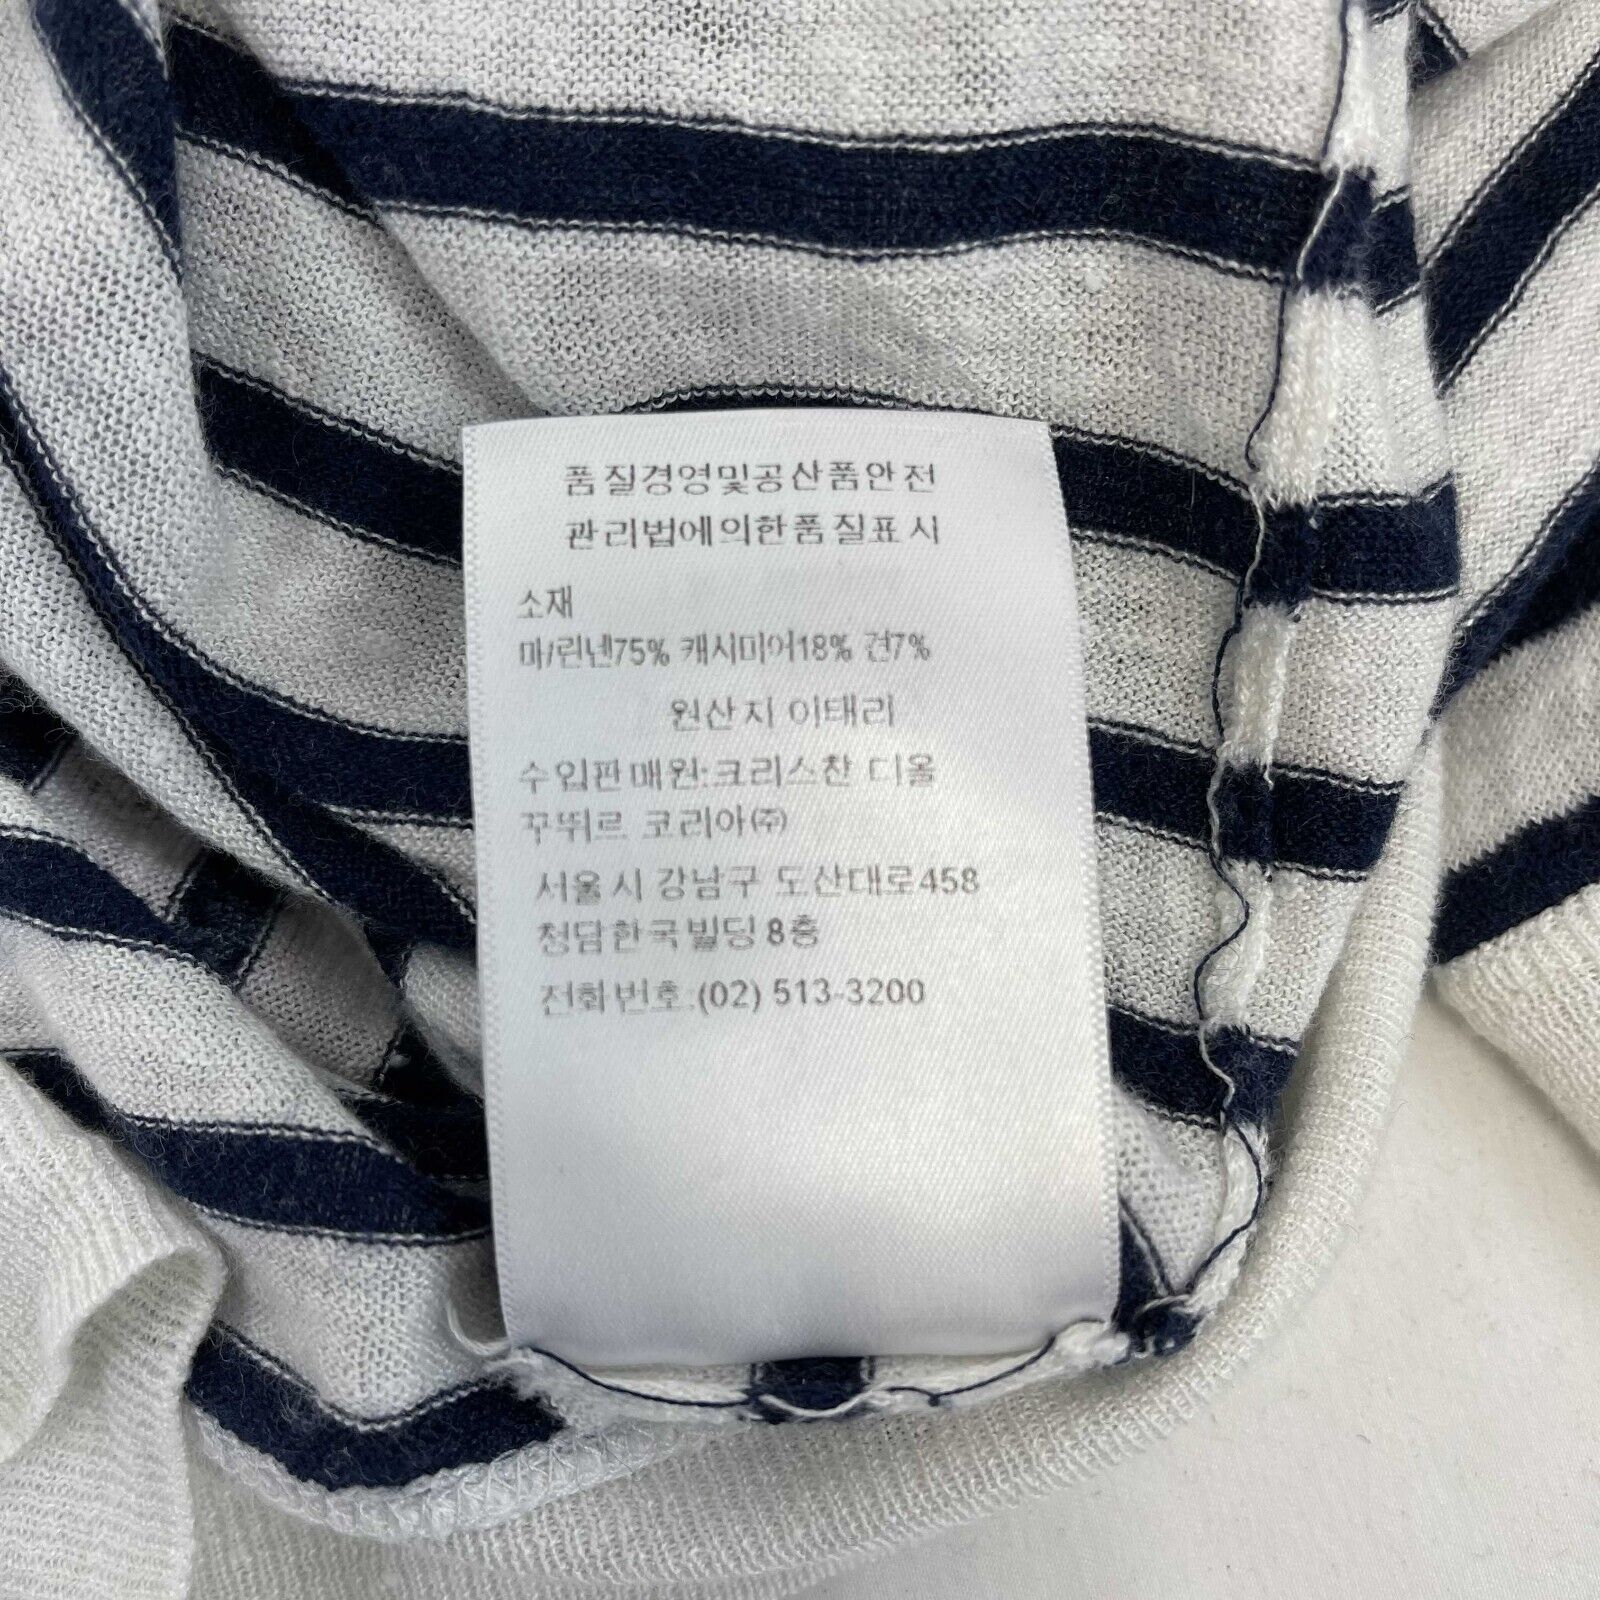 품질경영및공산품안전
관리법에의한품질표시
소재
마/린넨75% 캐시미어18% 견7%
원산지 이태리
수입판매원:크리스챤 디올
꾸뛰르 코리아㈜
서울시 강남구 도산대로458
청담한국빌딩 8층
전화번호:(02) 513-3200